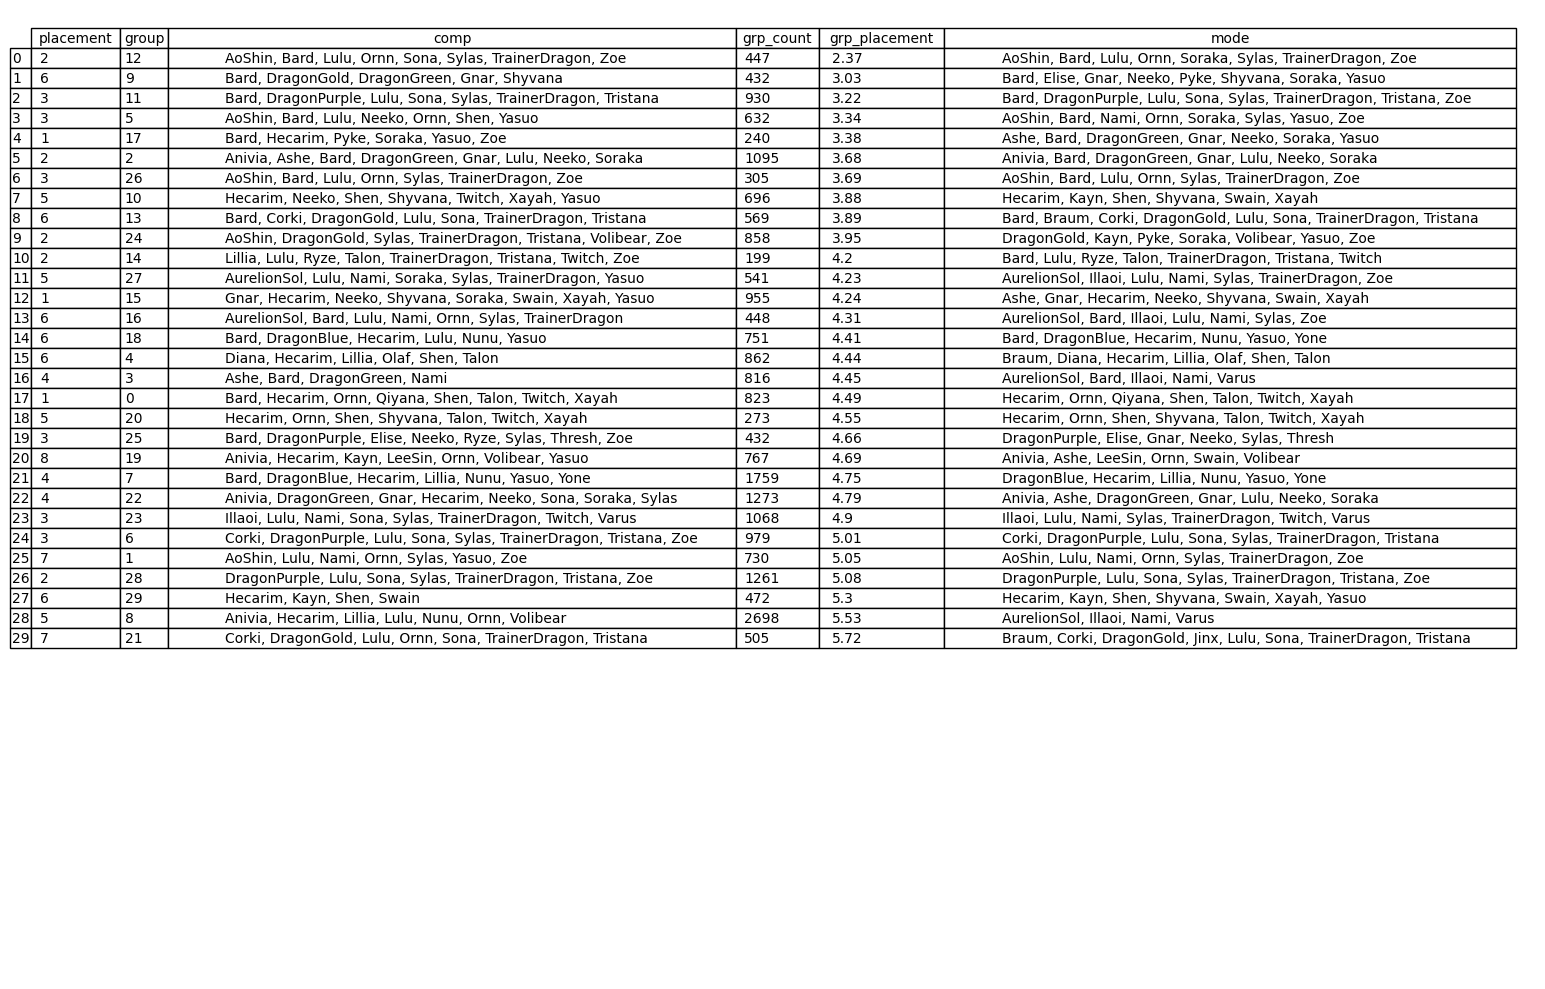 placement group comp grp_count grp_placement mode
0 2 12 AoShin, Bard, Lulu, Ornn, Sona, Sylas, TrainerDragon, Zoe 447 2.37 AoShin, Bard, Lulu, Ornn, Soraka, Sylas, TrainerDragon, Zoe
1 6 9 Bard, DragonGold, DragonGreen, Gnar, Shyvana 432 3.03 Bard, Elise, Gnar, Neeko, Pyke, Shyvana, Soraka, Yasuo
2 3 11 Bard, DragonPurple, Lulu, Sona, Sylas, TrainerDragon, Tristana 930 3.22 Bard, DragonPurple, Lulu, Sona, Sylas, TrainerDragon, Tristana, Zoe
3 3 5 AoShin, Bard, Lulu, Neeko, Ornn, Shen, Yasuo 632 3.34 AoShin, Bard, Nami, Ornn, Soraka, Sylas, Yasuo, Zoe
4 1 17 Bard, Hecarim, Pyke, Soraka, Yasuo, Zoe 240 3.38 Ashe, Bard, DragonGreen, Gnar, Neeko, Soraka, Yasuo
5 2 2 Anivia, Ashe, Bard, DragonGreen, Gnar, Lulu, Neeko, Soraka 1095 3.68 Anivia, Bard, DragonGreen, Gnar, Lulu, Neeko, Soraka
6 3 26 AoShin, Bard, Lulu, Ornn, Sylas, TrainerDragon, Zoe 305 3.69 AoShin, Bard, Lulu, Ornn, Sylas, TrainerDragon, Zoe
7 5 10 Hecarim, Neeko, Shen, Shyvana, Twitch, Xayah, Yasuo 696 3.88 Hecarim, Kayn, Shen, Shyvana, Swain, Xayah
8 6 13 Bard, Corki, DragonGold, Lulu, Sona, TrainerDragon, Tristana 569 3.89 Bard, Braum, Corki, DragonGold, Lulu, Sona, TrainerDragon, Tristana
9 2 24 AoShin, DragonGold, Sylas, TrainerDragon, Tristana, Volibear, Zoe 858 3.95 DragonGold, Kayn, Pyke, Soraka, Volibear, Yasuo, Zoe
10 2 14 Lillia, Lulu, Ryze, Talon, TrainerDragon, Tristana, Twitch, Zoe 199 4.2 Bard, Lulu, Ryze, Talon, TrainerDragon, Tristana, Twitch
11 5 27 AurelionSol, Lulu, Nami, Soraka, Sylas, TrainerDragon, Yasuo 541 4.23 AurelionSol, Illaoi, Lulu, Nami, Sylas, TrainerDragon, Zoe
12 1 15 Gnar, Hecarim, Neeko, Shyvana, Soraka, Swain, Xayah, Yasuo 955 4.24 Ashe, Gnar, Hecarim, Neeko, Shyvana, Swain, Xayah
13 6 16 AurelionSol, Bard, Lulu, Nami, Ornn, Sylas, TrainerDragon 448 4.31 AurelionSol, Bard, Illaoi, Lulu, Nami, Sylas, Zoe
14 6 18 Bard, DragonBlue, Hecarim, Lulu, Nunu, Yasuo 751 4.41 Bard, DragonBlue, Hecarim, Nunu, Yasuo, Yone
15 6 4 Diana, Hecarim, Lillia, Olaf, Shen, Talon 862 4.44 Braum, Diana, Hecarim, Lillia, Olaf, Shen, Talon
16 4 3 Ashe, Bard, DragonGreen, Nami 816 4.45 AurelionSol, Bard, Illaoi, Nami, Varus
17 1 0 Bard, Hecarim, Ornn, Qiyana, Shen, Talon, Twitch, Xayah 823 4.49 Hecarim, Ornn, Qiyana, Shen, Talon, Twitch, Xayah
18 5 20 Hecarim, Ornn, Shen, Shyvana, Talon, Twitch, Xayah 273 4.55 Hecarim, Ornn, Shen, Shyvana, Talon, Twitch, Xayah
19 3 25 Bard, DragonPurple, Elise, Neeko, Ryze, Sylas, Thresh, Zoe 432 4.66 DragonPurple, Elise, Gnar, Neeko, Sylas, Thresh
20 8 19 Anivia, Hecarim, Kayn, LeeSin, Ornn, Volibear, Yasuo 767 4.69 Anivia, Ashe, LeeSin, Ornn, Swain, Volibear
21 4 7 Bard, DragonBlue, Hecarim, Lillia, Nunu, Yasuo, Yone 1759 4.75 DragonBlue, Hecarim, Lillia, Nunu, Yasuo, Yone
22 4 22 Anivia, DragonGreen, Gnar, Hecarim, Neeko, Sona, Soraka, Sylas 1273 4.79 Anivia, Ashe, DragonGreen, Gnar, Lulu, Neeko, Soraka
23 3 23 Illaoi, Lulu, Nami, Sona, Sylas, TrainerDragon, Twitch, Varus 1068 4.9 Illaoi, Lulu, Nami, Sylas, TrainerDragon, Twitch, Varus
24 3 6 Corki, DragonPurple, Lulu, Sona, Sylas, TrainerDragon, Tristana, Zoe 979 5.01 Corki, DragonPurple, Lulu, Sona, Sylas, TrainerDragon, Tristana
25 7 1 AoShin, Lulu, Nami, Ornn, Sylas, Yasuo, Zoe 730 5.05 AoShin, Lulu, Nami, Ornn, Sylas, TrainerDragon, Zoe
26 2 28 DragonPurple, Lulu, Sona, Sylas, TrainerDragon, Tristana, Zoe 1261 5.08 DragonPurple, Lulu, Sona, Sylas, TrainerDragon, Tristana, Zoe
27 6 29 Hecarim, Kayn, Shen, Swain 472 5.3 Hecarim, Kayn, Shen, Shyvana, Swain, Xayah, Yasuo
28 5 8 Anivia, Hecarim, Lillia, Lulu, Nunu, Ornn, Volibear 2698 5.53 AurelionSol, Illaoi, Nami, Varus
29 7 21 Corki, DragonGold, Lulu, Ornn, Sona, TrainerDragon, Tristana 505 5.72 Braum, Corki, DragonGold, Jinx, Lulu, Sona, TrainerDragon, Tristana